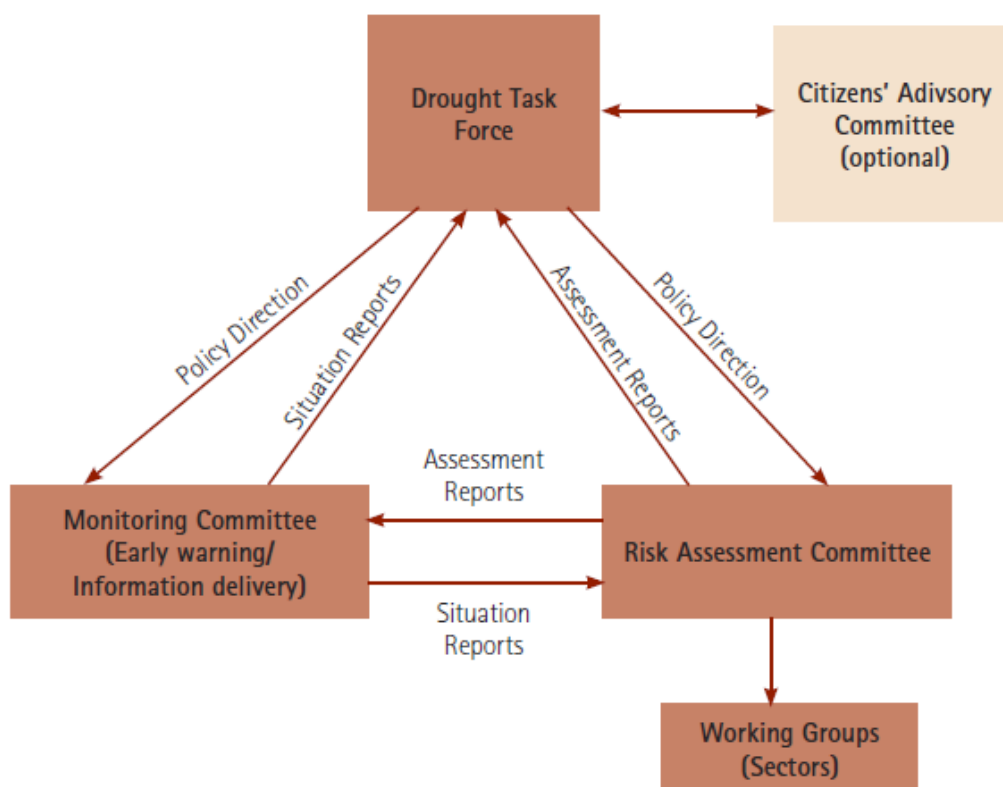 Drought Task
Force
Citizens' Adivsory
Committee
(optional)
Policy Direction
Situation Reports
Assessment Reports
Policy Direction
Assessment
Reports
Monitoring Committee
(Early warning/
Information delivery)
Risk Assessment Committee
Situation
Reports
Working Groups
(Sectors)